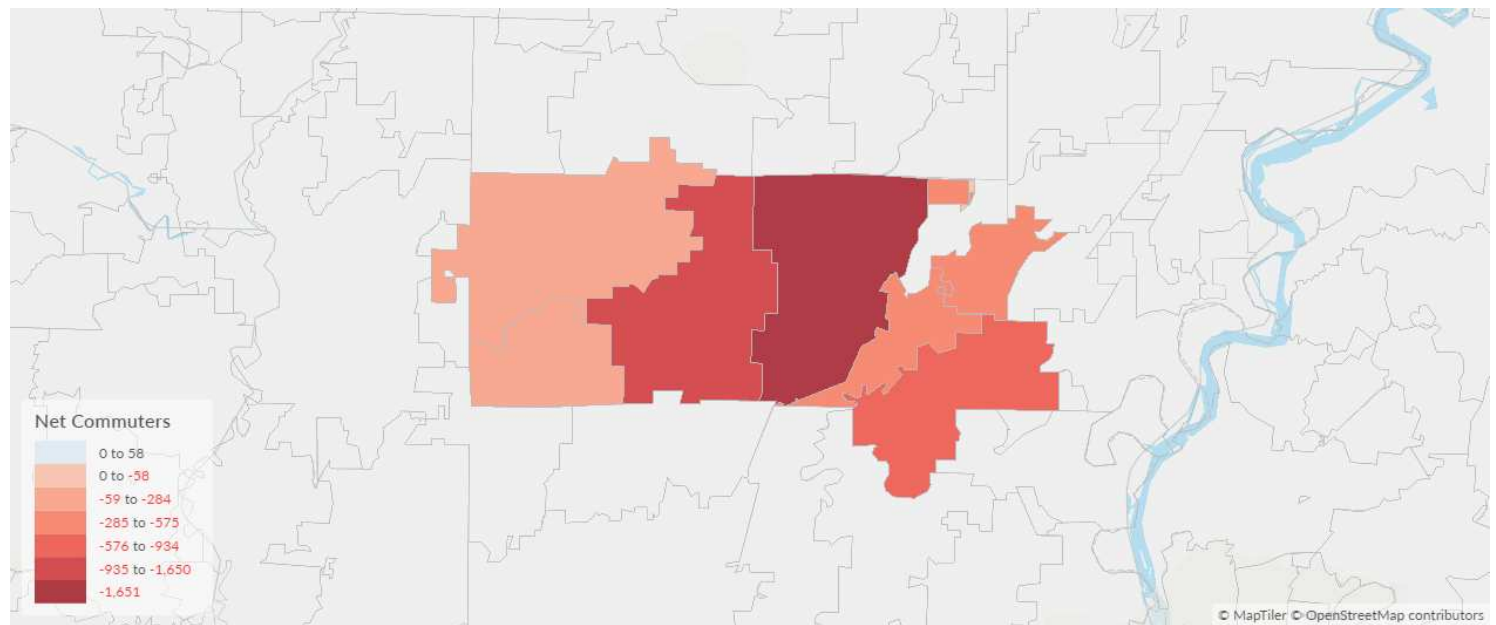 Net Commuters
0 to 58
0 to -58
-59 to -284
-285 to -575
-576 to -934
-935 to -1,650
-1,651
© MapTiler © OpenStreetMap contributors